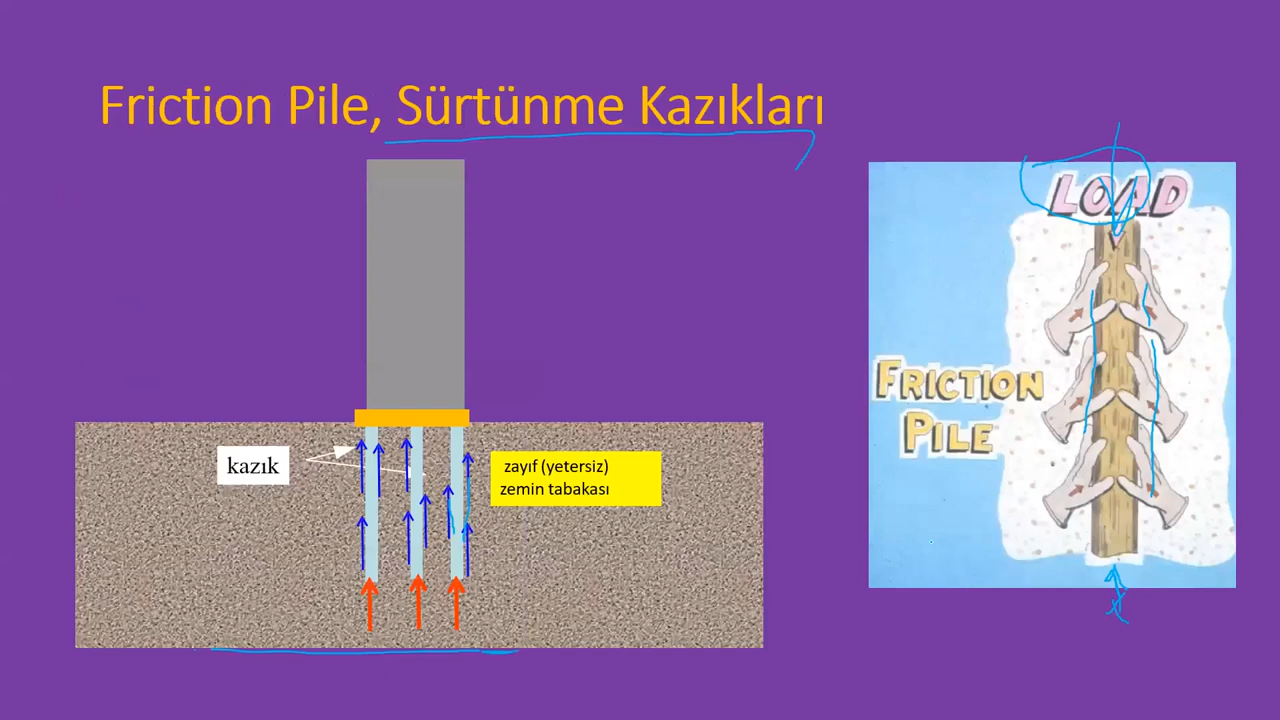 Friction Pile, Sürtünme Kazıkları
kazık
zayıf (yetersiz)
zemin tabakası
LOAD
FRICTION
PILE